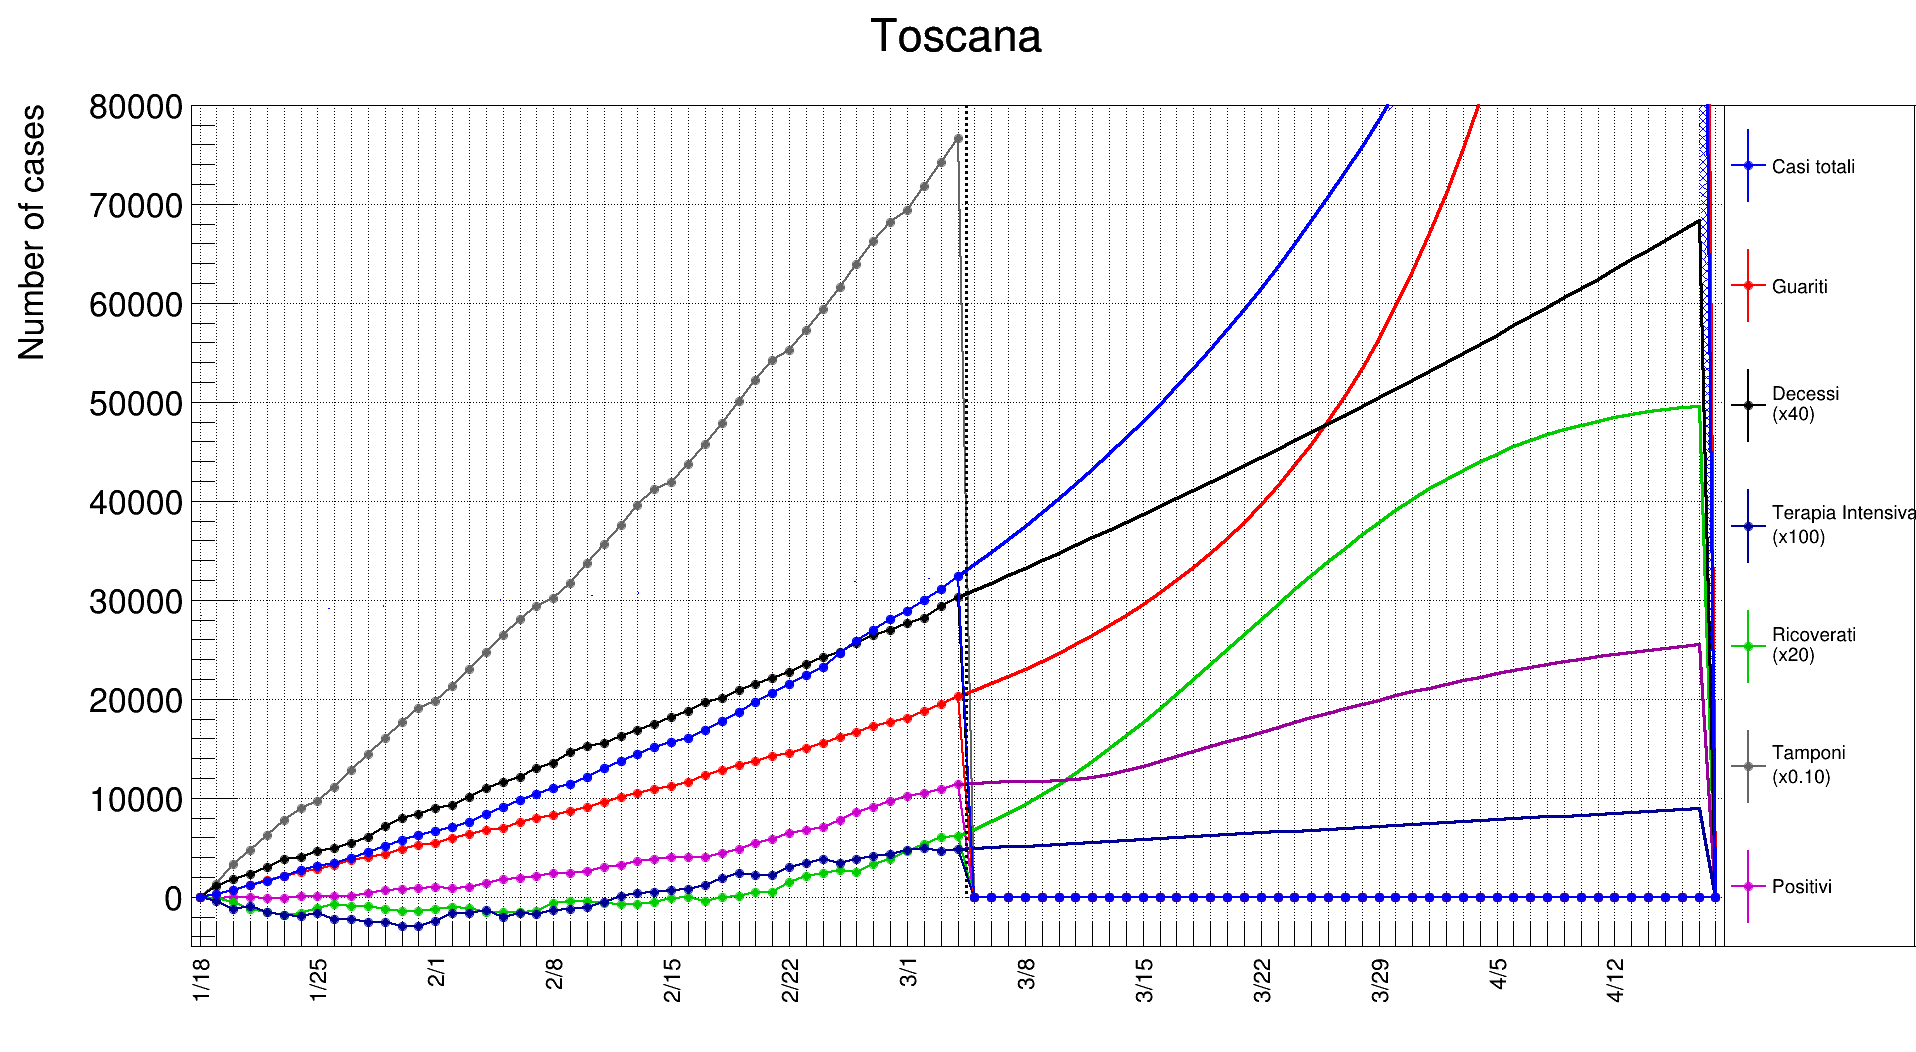 Toscana
Number of cases
80000
70000
60000
50000
40000
30000
20000
10000
0
1/18
1/25
2/1
2/8
2/15
2/22
3/1
3/8
3/15
3/22
3/29
4/5
4/12
Casi totali
Guariti
Decessi
(x40)
Terapia Intensiva
(x100)
Ricoverati
(x20)
Tamponi
(x0.10)
Positivi